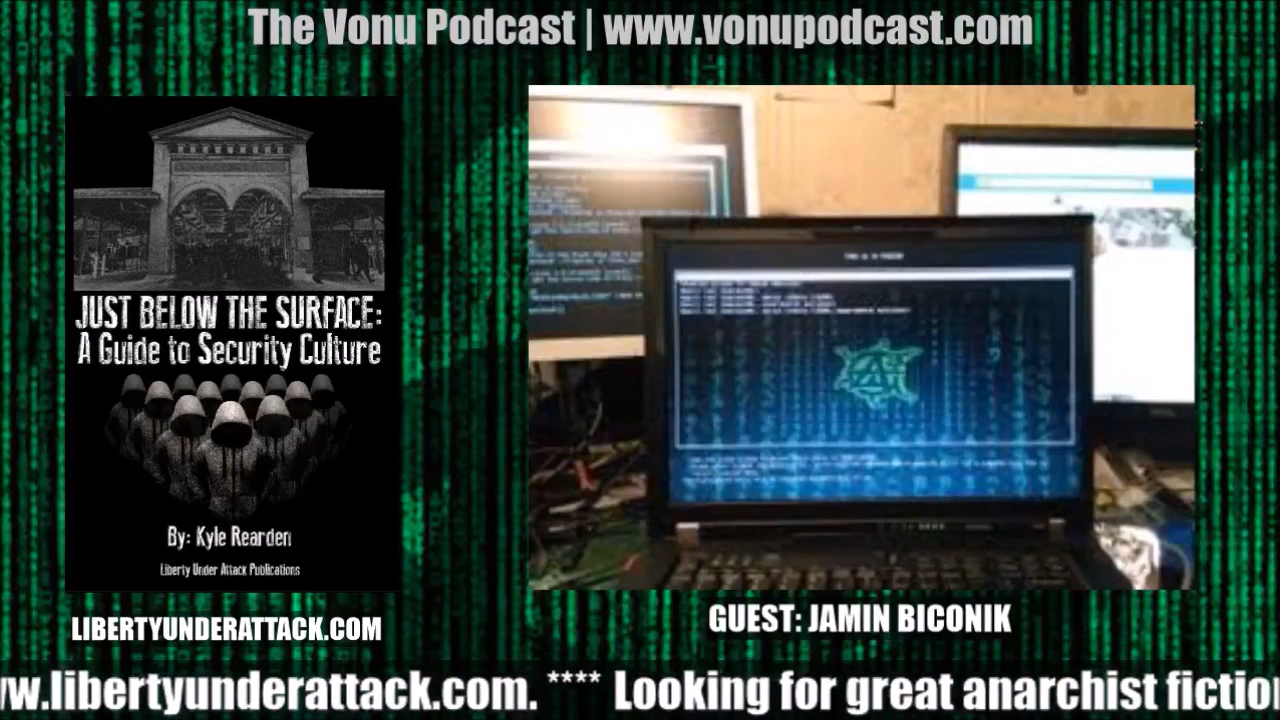 The Vonu Podcast | www.vonupodcast.com
JUST BELOW THE SURFACE:
A Guide to Security Culture
By: Kyle Rearden
Liberty Under Attack Publications
LIBERTYUNDERATTACK.COM
GUEST: JAMIN BICONIK
w.libertyunderattack.com. **** Looking for great anarchist fictio